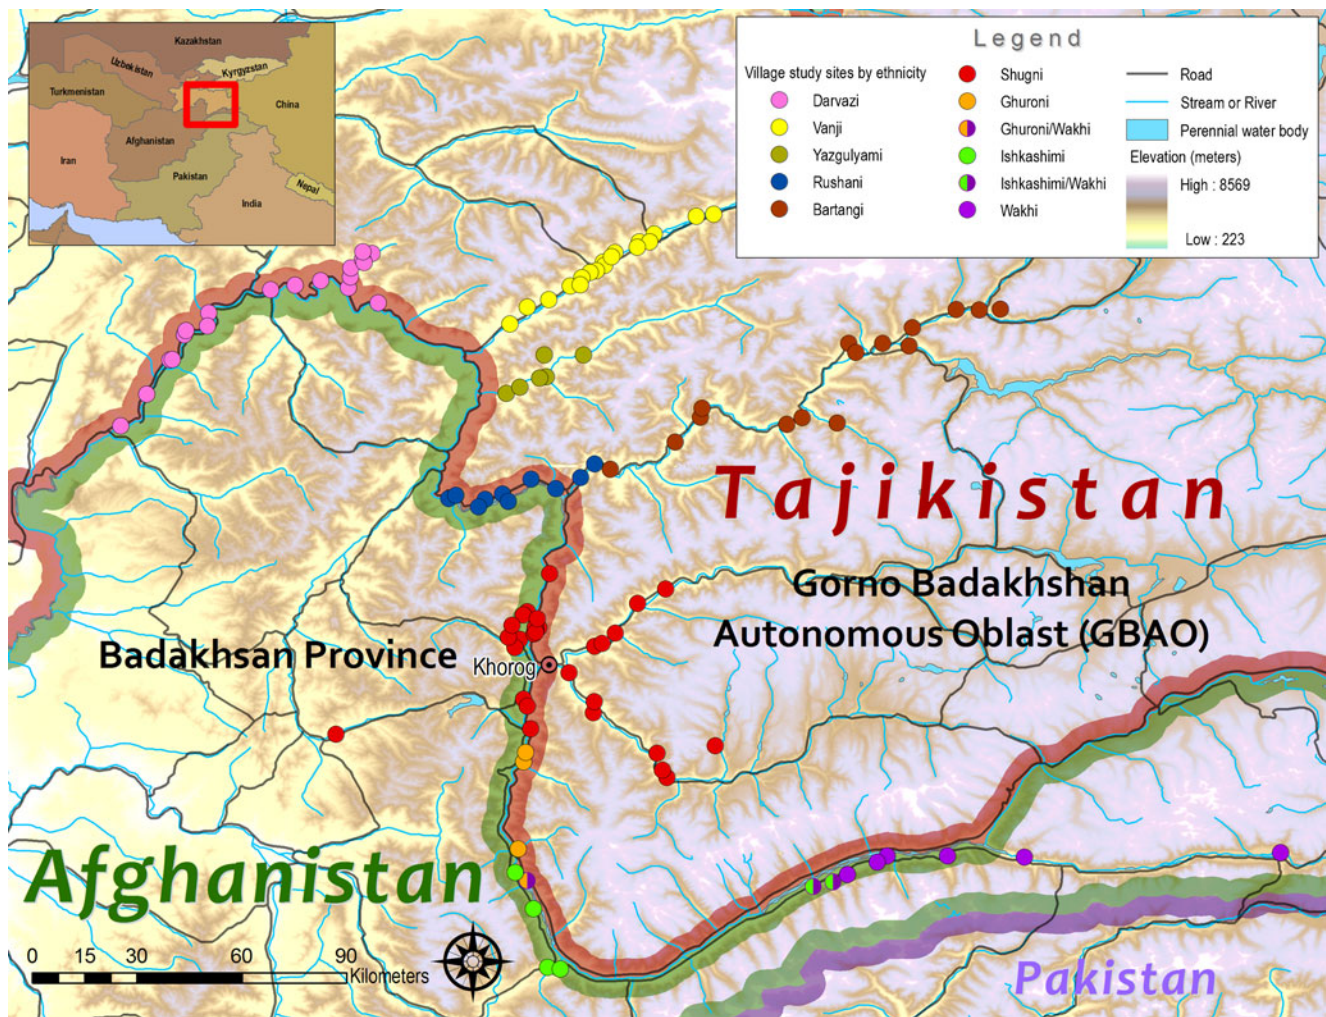 Kazakhstan
Uzbekistan
Kyrgyzstan
Turkmenistan
China
Afghanistan
Iran
Pakistan
Nepal
India
Legend
Village study sites by ethnicity
Darvazi
Vanji
Yazgulyami
Rushani
Bartangi
Shugni
Ghuroni
Ghuroni/Wakhi
Ishkashimi
Ishkashimi/Wakhi
Wakhi
Road
Stream or River
Perennial water body
Elevation (meters)
High : 8569
Low : 223
Tajikistan
Gorno Badakhshan
Autonomous Oblast (GBAO)
Badakhsan Province
Khorog
Afghanistan
0 15 30 60 90
Kilometers
Pakistan